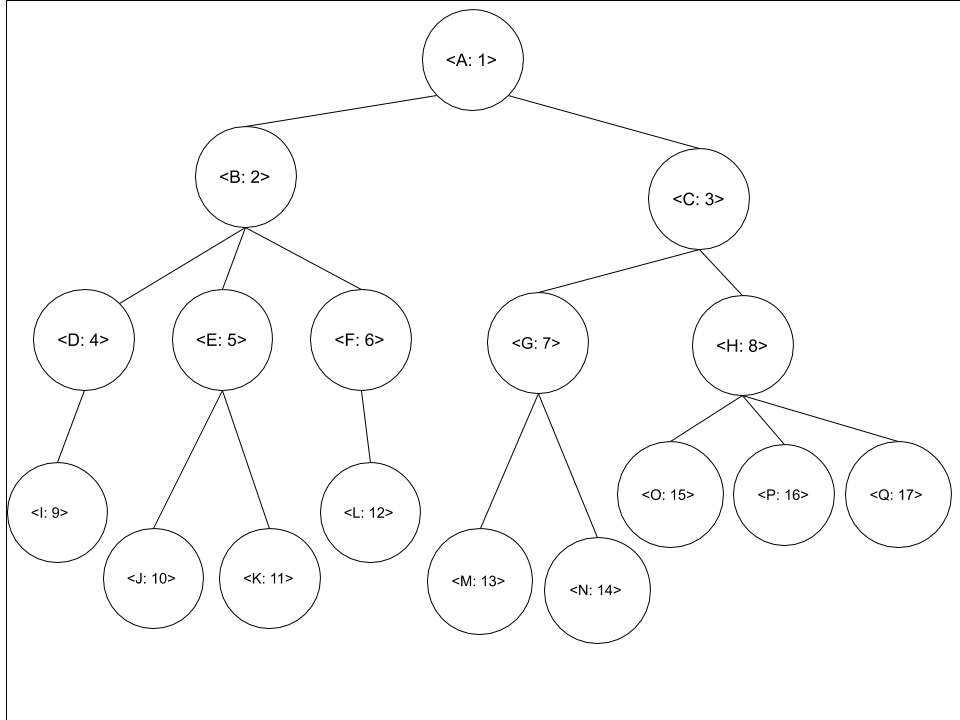 <A: 1>
<B: 2>
<C: 3>
<D: 4>
<E: 5>
<F: 6>
<G: 7>
<H: 8>
<I: 9>
<J: 10>
<K: 11>
<L: 12>
<M: 13>
<N: 14>
<O: 15>
<P: 16>
<Q: 17>